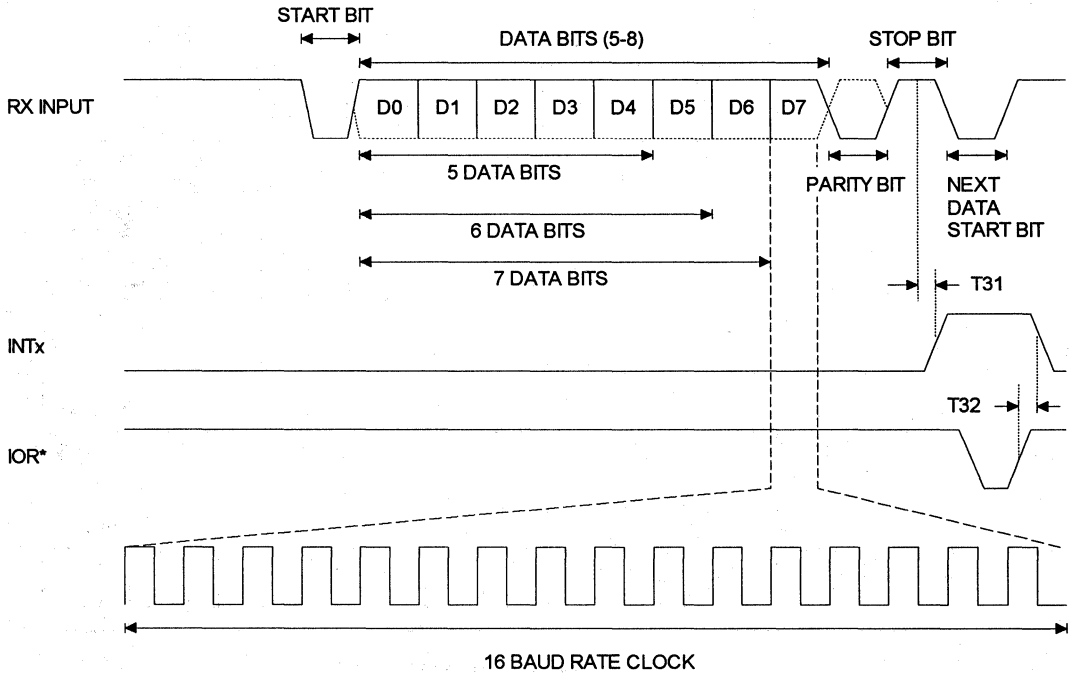 START BIT
DATA BITS (5-8)
STOP BIT
RX INPUT
D0 D1 D2 D3 D4 D5 D6 D7
5 DATA BITS
PARITY BIT
NEXT
DATA
START BIT
6 DATA BITS
7 DATA BITS
T31
INTx
T32
IOR*
16 BAUD RATE CLOCK